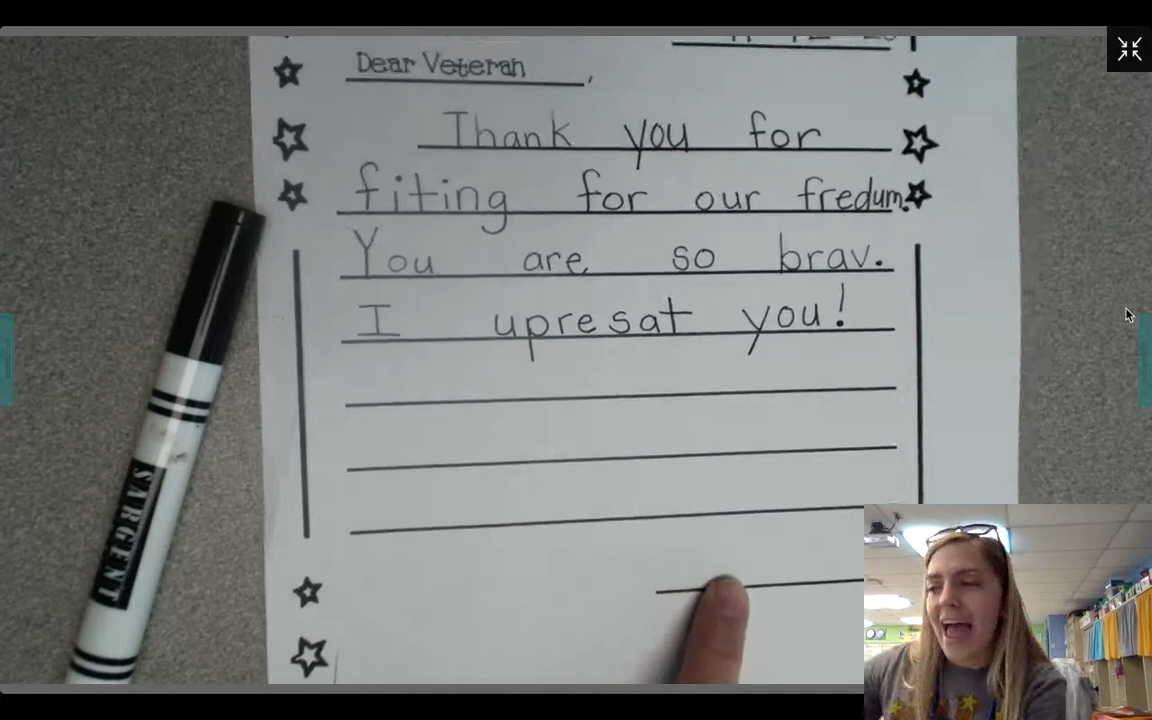 Dear Veteran,
Thank you for
fiting for our fredum.
You are so brav.
I upresat you!
SARGENT